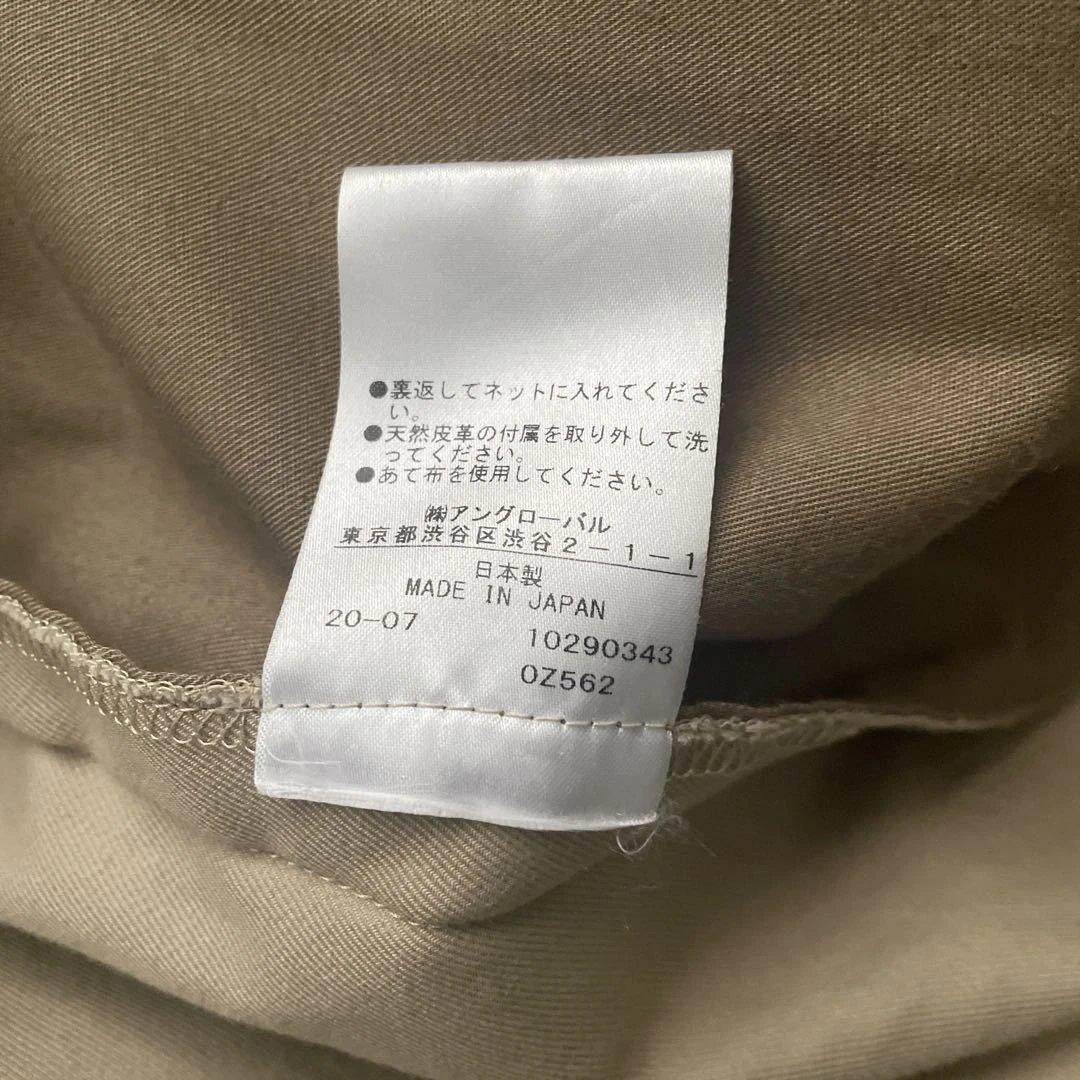 ●裏返してネットに入れてくださ
い。
●天然皮革の付属を取り外して洗
ってください。
●あて布を使用してください。
㈱アングローバル
東京都渋谷区渋谷2-1-1
日本製
MADE IN JAPAN
20-07
10290343
0Z562